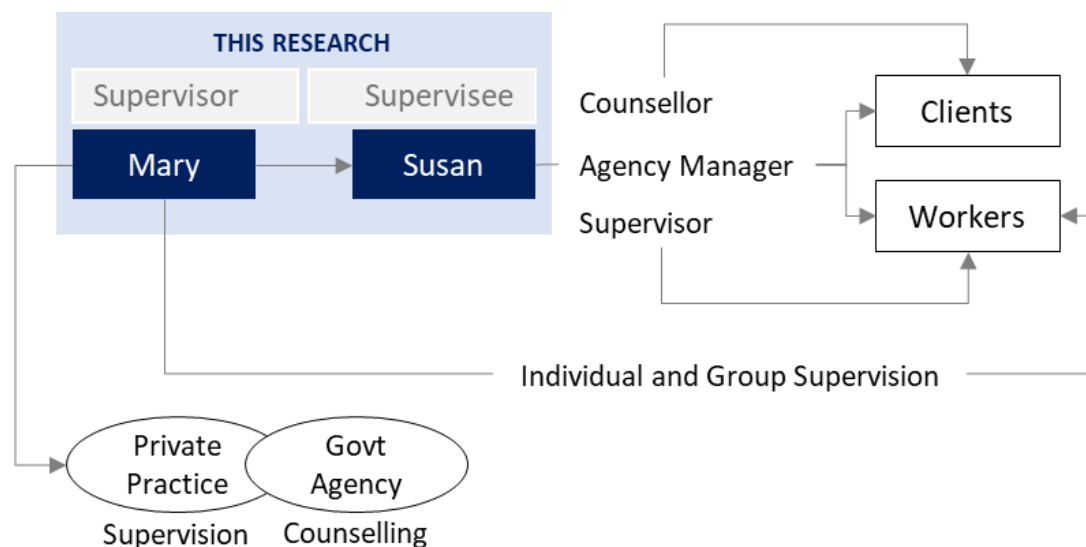 THIS RESEARCH
Supervisor
Supervisee
Mary
Susan
Counsellor
Agency Manager
Supervisor
Clients
Workers
Individual and Group Supervision
Private
Practice
Govt
Agency
Supervision
Counselling